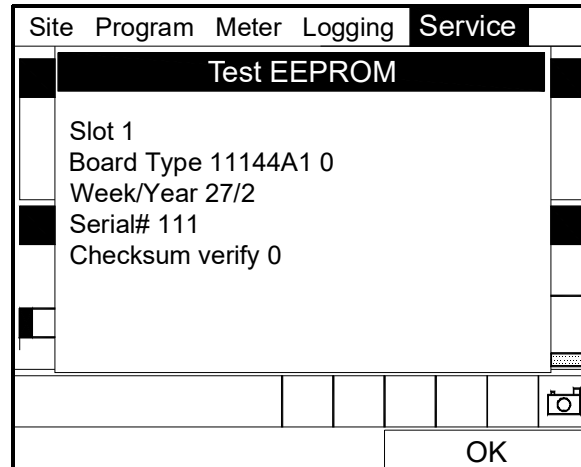 Site Program Meter Logging Service
Test EEPROM
Slot 1
Board Type 11144A1 0
Week/Year 27/2
Serial# 111
Checksum verify 0
OK